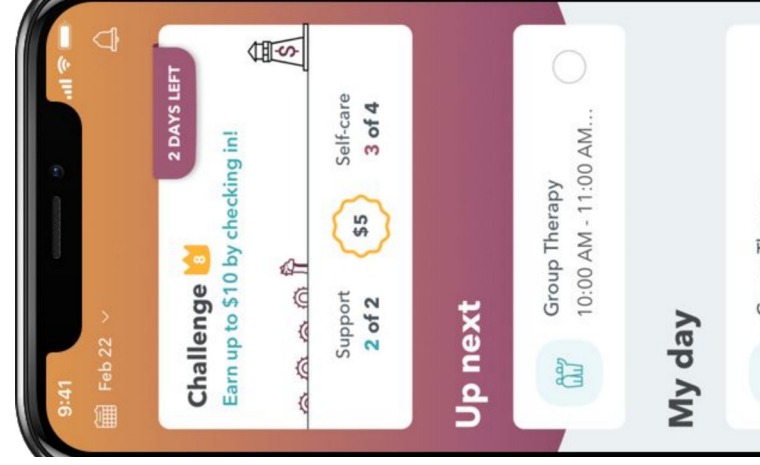 9:41
Feb 22
2 DAYS LEFT
Challenge 8
Earn up to $10 by checking in!
$
Support
2 of 2
$5
Self-care
3 of 4
Up next
Group Therapy
10:00 AM - 11:00 AM...
My day